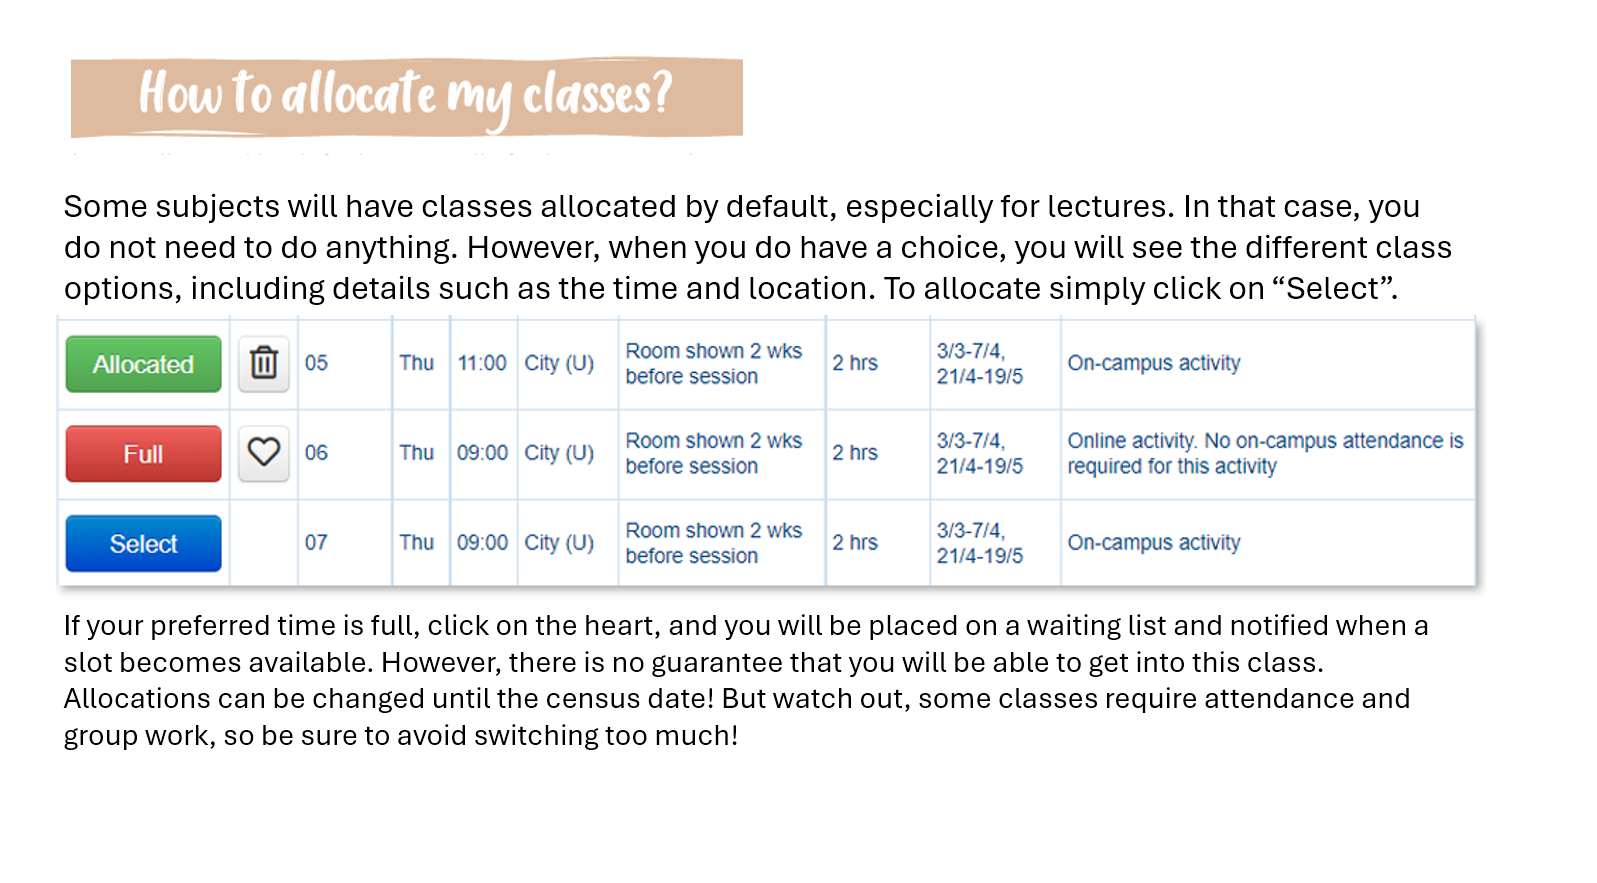 How to allocate my classes?
Some subjects will have classes allocated by default, especially for lectures. In that case, you
do not need to do anything. However, when you do have a choice, you will see the different class
options, including details such as the time and location. To allocate simply click on “Select”.
Allocated 05 Thu 11:00 City (U) Room shown 2 wks before session 2 hrs 3/3-7/4, 21/4-19/5 On-campus activity
Full 06 Thu 09:00 City (U) Room shown 2 wks before session 2 hrs 3/3-7/4, 21/4-19/5 Online activity. No on-campus attendance is required for this activity
Select 07 Thu 09:00 City (U) Room shown 2 wks before session 2 hrs 3/3-7/4, 21/4-19/5 On-campus activity
If your preferred time is full, click on the heart, and you will be placed on a waiting list and notified when a
slot becomes available. However, there is no guarantee that you will be able to get into this class.
Allocations can be changed until the census date! But watch out, some classes require attendance and
group work, so be sure to avoid switching too much!